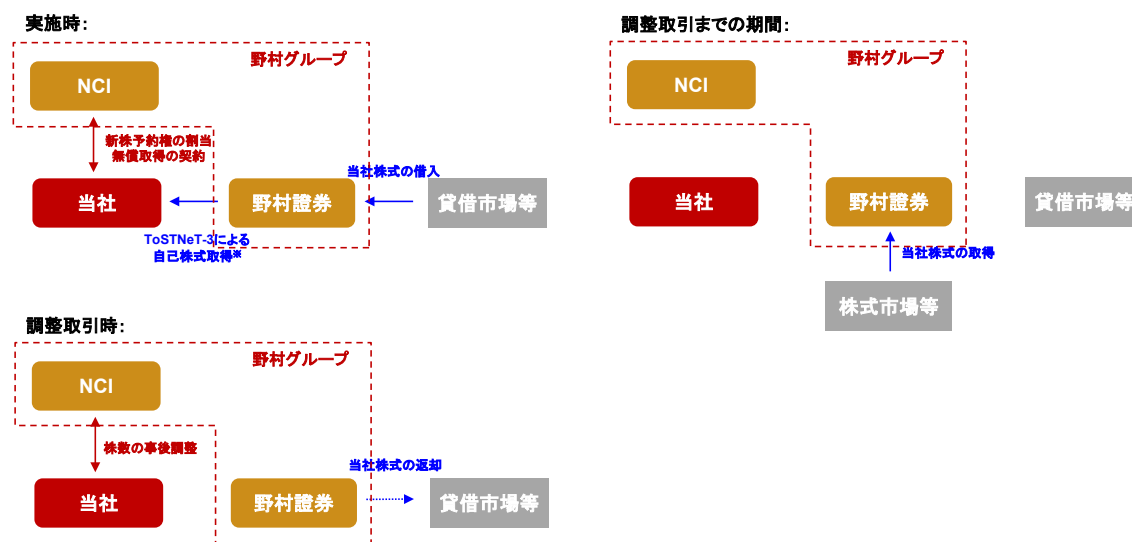 実施時：
野村グループ
NCI
新株予約権の割当
無償取得の契約
当社株式の借入
当社
野村證券
貸借市場等
ToSTNeT-3による
自己株式取得※
調整取引までの期間：
野村グループ
NCI
当社
野村證券
貸借市場等
当社株式の取得
株式市場等
調整取引時：
野村グループ
NCI
株数の事後調整
当社株式の返却
当社
野村證券
貸借市場等